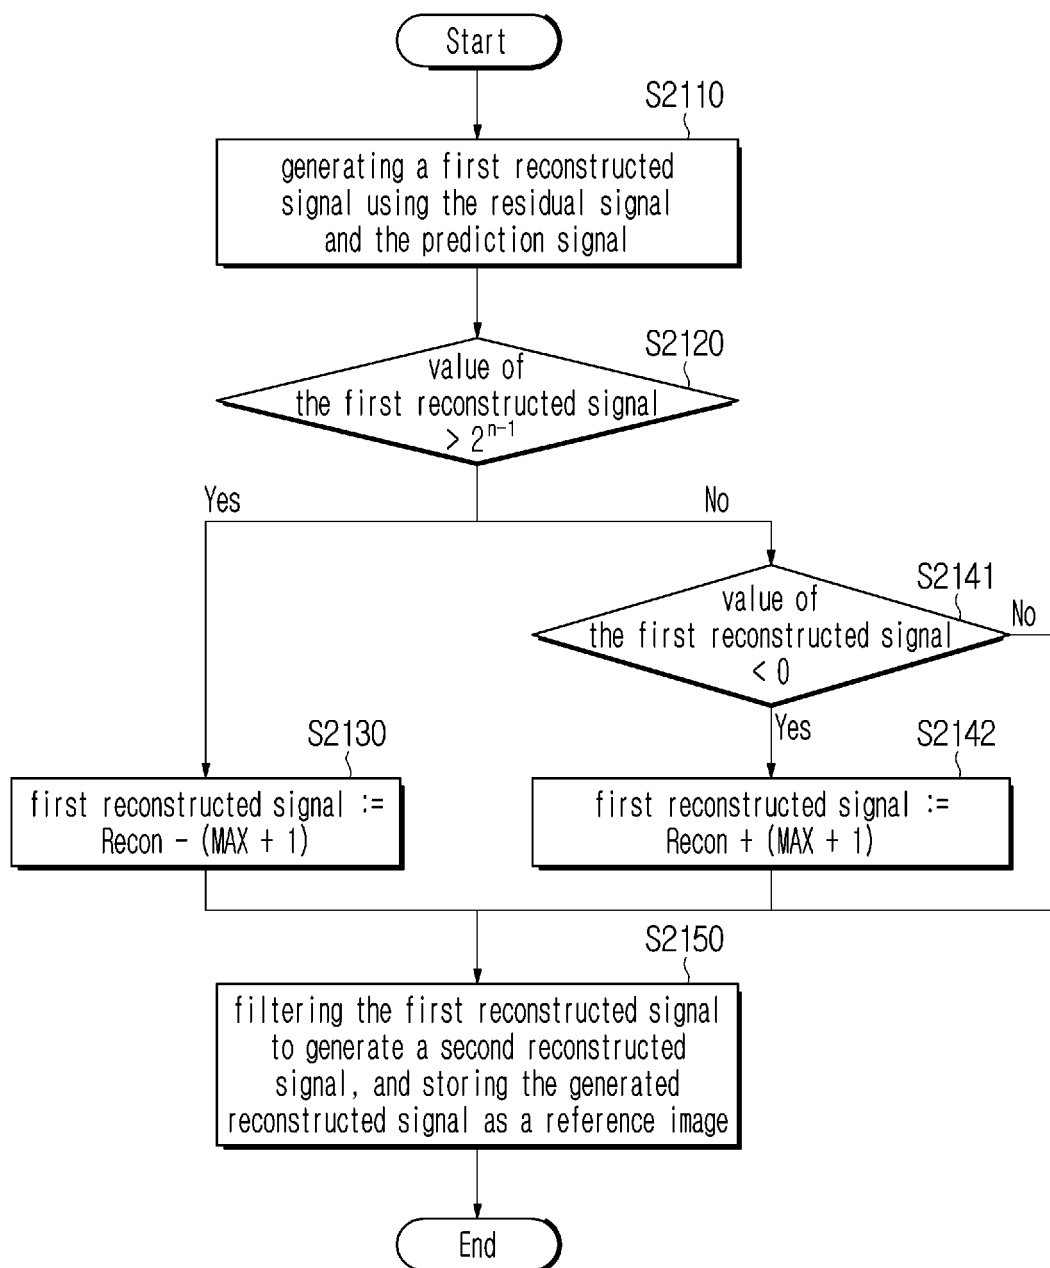 Start
S2110
generating a first reconstructed
signal using the residual signal
and the prediction signal
S2120
value of
the first reconstructed signal
> 2^{n-1}
Yes
No
S2141
value of
the first reconstructed signal
< 0
No
Yes
S2130
first reconstructed signal :=
Recon - (MAX + 1)
S2142
first reconstructed signal :=
Recon + (MAX + 1)
S2150
filtering the first reconstructed signal
to generate a second reconstructed
signal, and storing the generated
reconstructed signal as a reference image
End